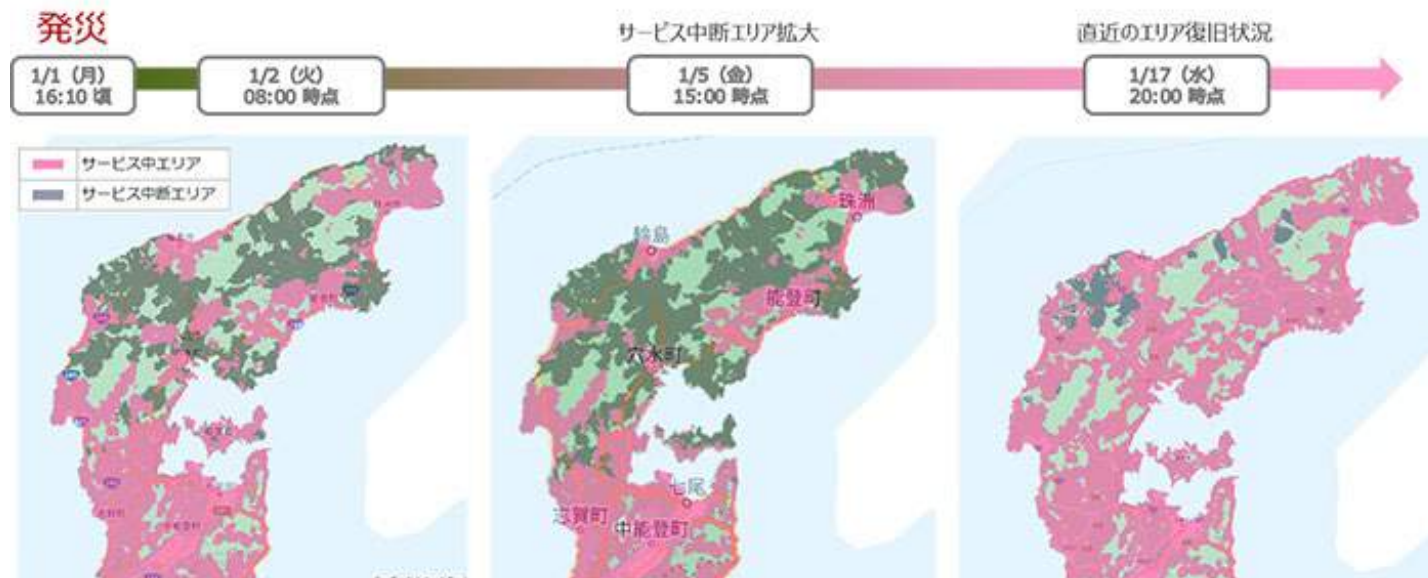 発災
サービス中断エリア拡大
直近のエリア復旧状況
1/1（月）
16:10 頃
1/2（火）
08:00 時点
1/5（金）
15:00 時点
1/17（水）
20:00 時点
サービス中エリア
サービス中断エリア
珠洲
輪島
能登町
穴水町
七尾
志賀町
中能登町